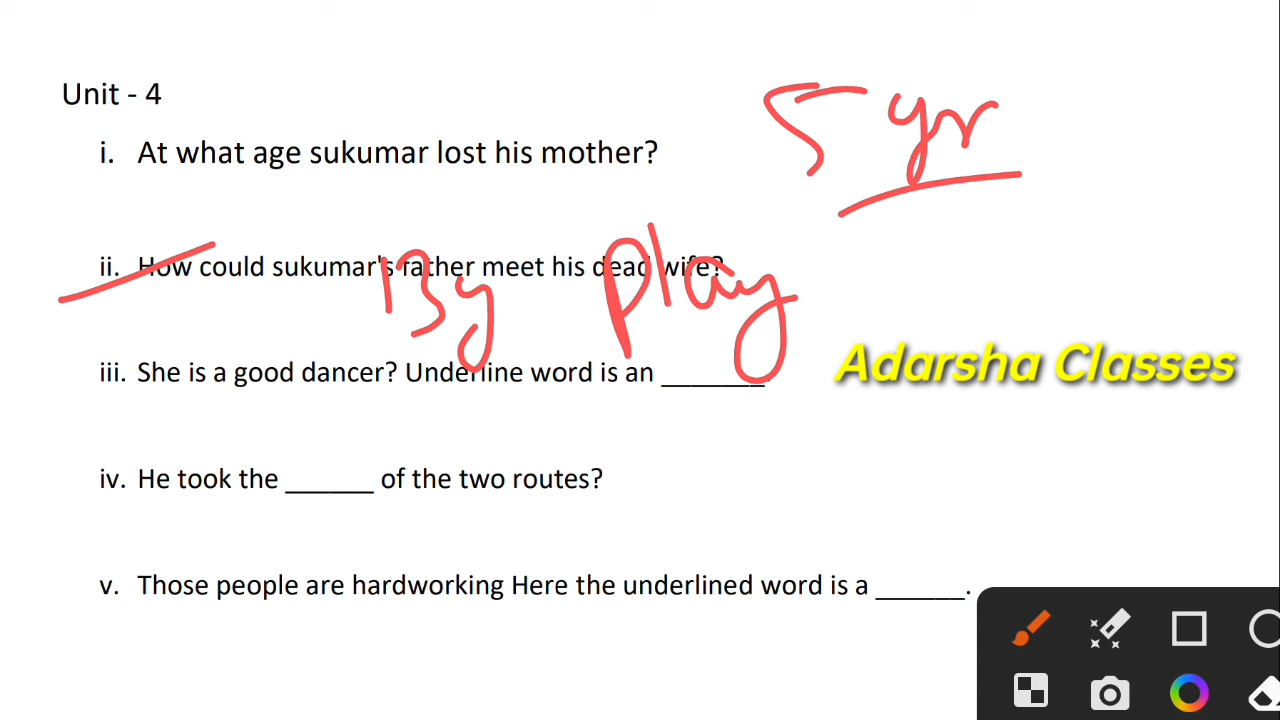 Unit - 4
5 yr
i. At what age sukumar lost his mother?
ii. How could sukumar's father meet his dead wife?
By play
iii. She is a good dancer? Underline word is an _______
Adarsha Classes
iv. He took the ______ of the two routes?
v. Those people are hardworking Here the underlined word is a ______.